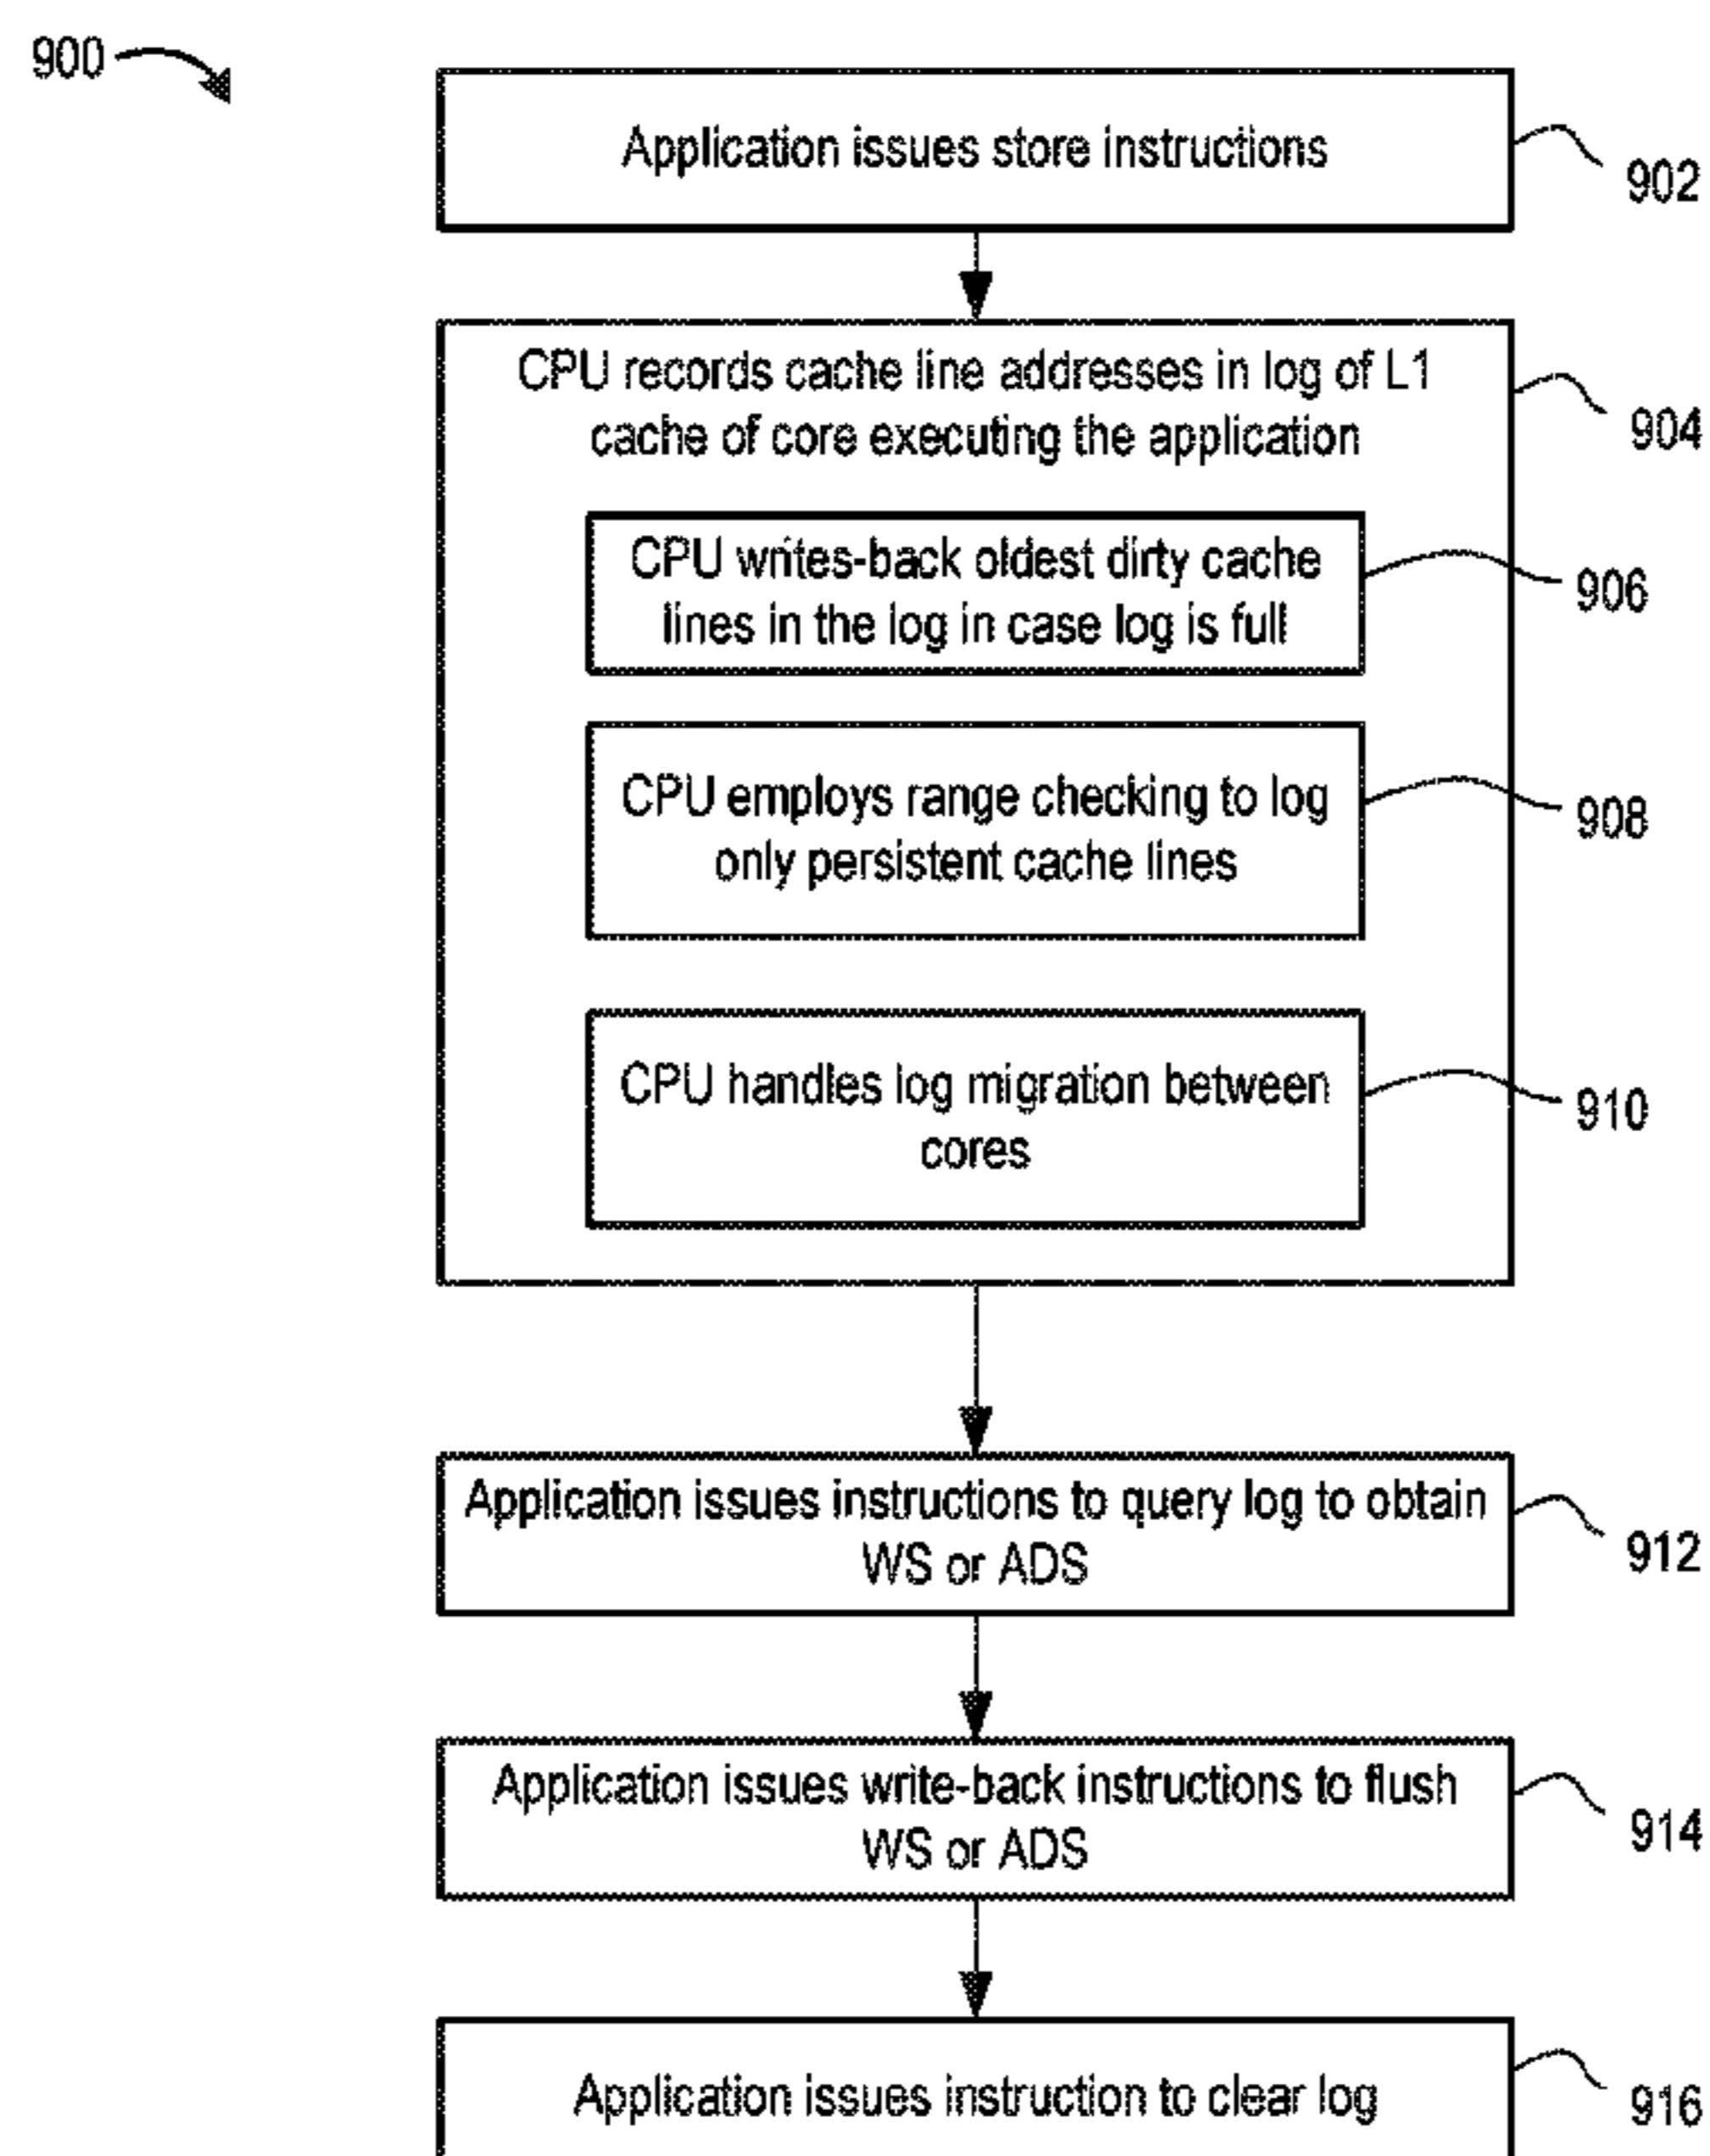 900
Application issues store instructions
902
CPU records cache line addresses in log of L1
cache of core executing the application
904
CPU writes-back oldest dirty cache
lines in the log in case log is full
906
CPU employs range checking to log
only persistent cache lines
908
CPU handles log migration between
cores
910
Application issues instructions to query log to obtain
WS or ADS
912
Application issues write-back instructions to flush
WS or ADS
914
Application issues instruction to clear log
916